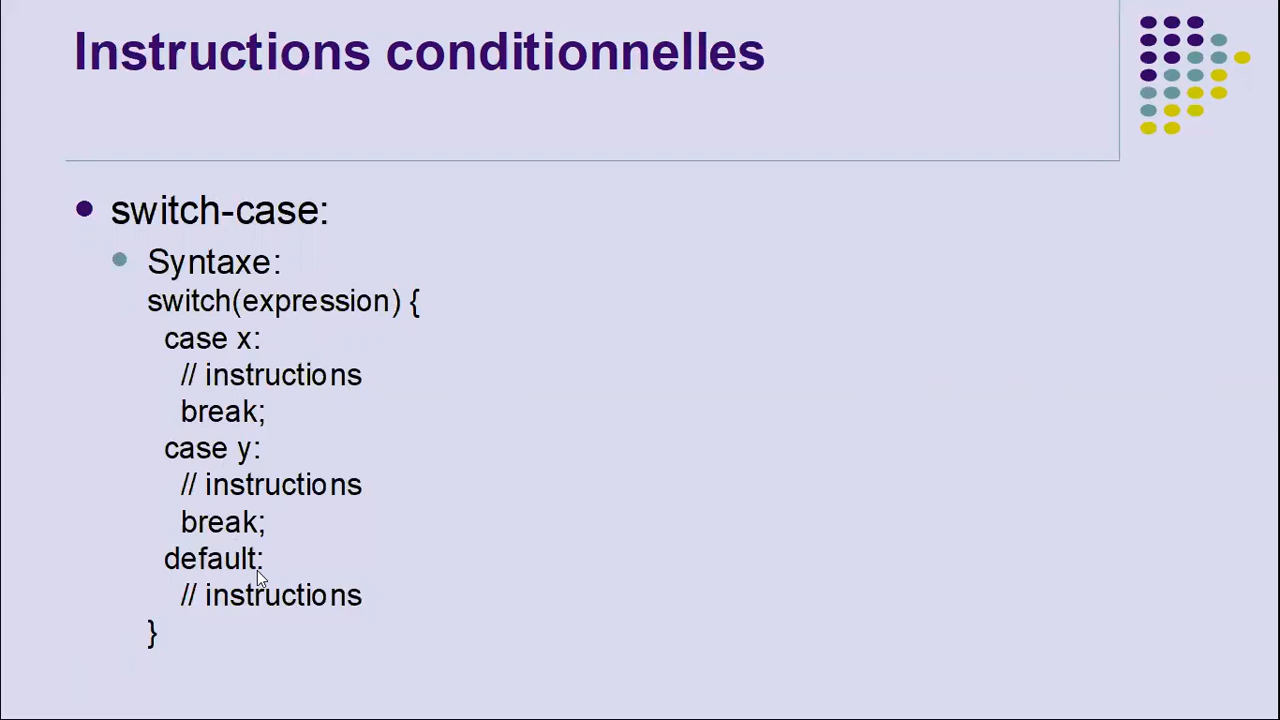 Instructions conditionnelles
switch-case:
Syntaxe:
switch(expression) {
case x:
// instructions
break;
case y:
// instructions
break;
default:
// instructions
}